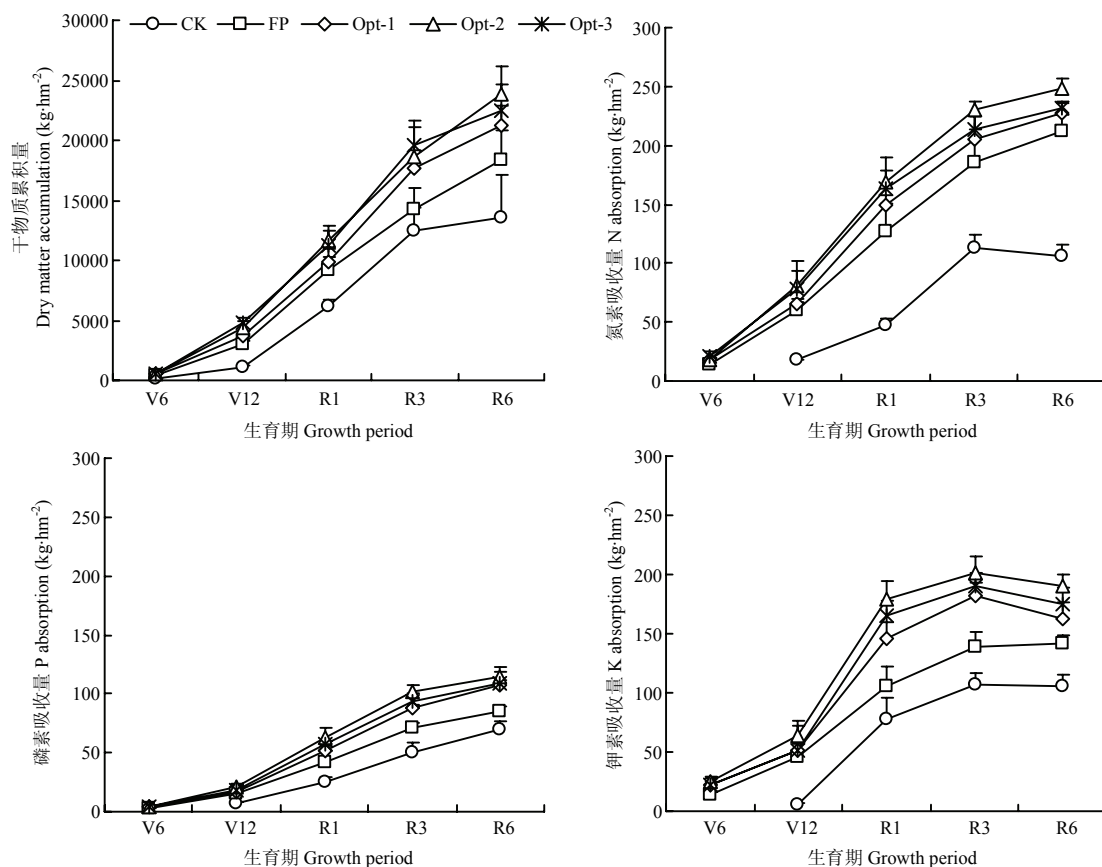 CK FP Opt-1 Opt-2 Opt-3
30000
25000
20000
15000
10000
5000
0
干物质累积量
Dry matter accumulation (kg·hm-2)
V6 V12 R1 R3 R6
生育期 Growth period
300
250
200
150
100
50
0
氮素吸收量 N absorption (kg·hm-2)
V6 V12 R1 R3 R6
生育期 Growth period
300
250
200
150
100
50
0
磷素吸收量 P absorption (kg·hm-2)
V6 V12 R1 R3 R6
生育期 Growth period
300
250
200
150
100
50
0
钾素吸收量 K absorption (kg·hm-2)
V6 V12 R1 R3 R6
生育期 Growth period